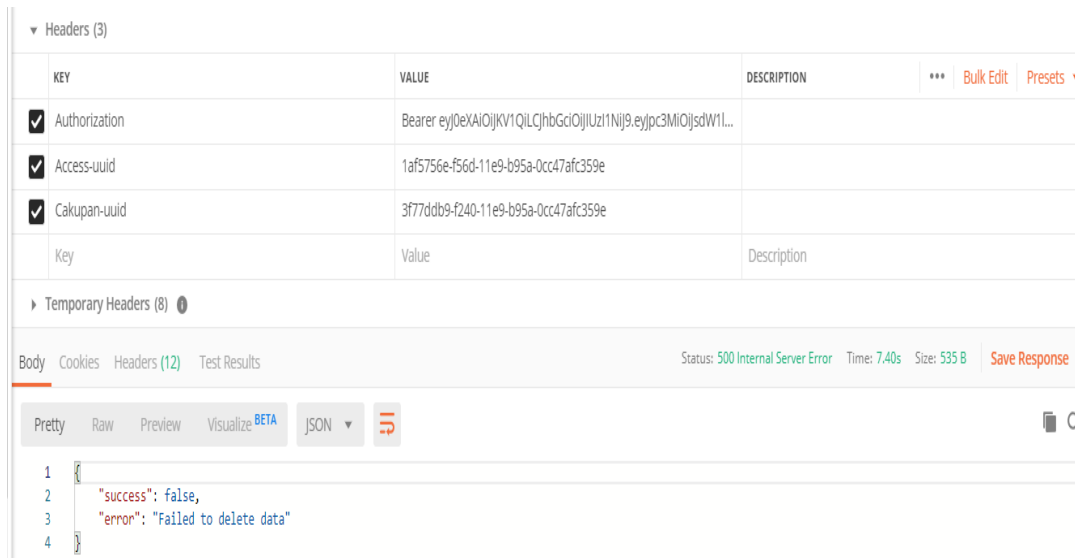 Headers (3)
KEY VALUE DESCRIPTION ••• Bulk Edit Presets
Authorization Bearer eyJ0eXAiOiJKV1QiLCJhbGciOiJIUzI1NiJ9.eyJpc3MiOiJsdW1l...
Access-uuid 1af5756e-f56d-11e9-b95a-0cc47afc359e
Cakupan-uuid 3f77ddb9-f240-11e9-b95a-0cc47afc359e
Key Value Description
Temporary Headers (8)
Body Cookies Headers (12) Test Results Status: 500 Internal Server Error Time: 7.40s Size: 535 B Save Response
Pretty Raw Preview Visualize BETA JSON
1 {
2 "success": false,
3 "error": "Failed to delete data"
4 }